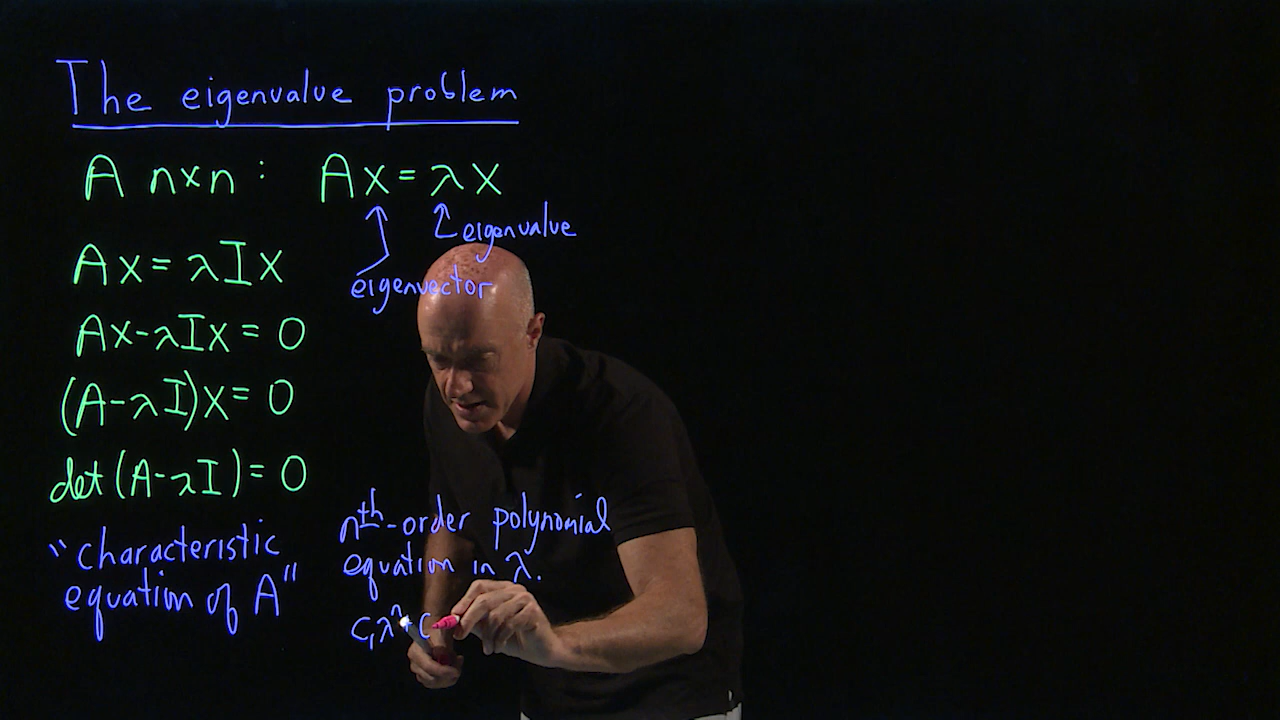 The eigenvalue problem
A n×n : Ax = λx
eigenvalue
eigenvector
Ax = λIx
Ax-λIx = 0
(A-λI)x = 0
det(A-λI) = 0
"characteristic
equation of A"
nth-order polynomial
equation in λ.
c₁λⁿ+c